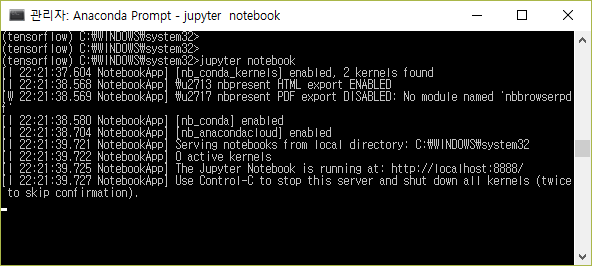 관리자: Anaconda Prompt - jupyter  notebook
(tensorflow) C:₩WINDOWS₩system32>
(tensorflow) C:₩WINDOWS₩system32>
(tensorflow) C:₩WINDOWS₩system32>jupyter notebook
[I 22:21:37.604 NotebookApp] [nb_conda_kernels] enabled, 2 kernels found
[I 22:21:38.568 NotebookApp] ₩u2713 nbpresent HTML export ENABLED
[W 22:21:38.569 NotebookApp] ₩u2717 nbpresent PDF export DISABLED: No module named 'nbbrowserpd
f'
[I 22:21:38.580 NotebookApp] [nb_conda] enabled
[I 22:21:38.704 NotebookApp] [nb_anacondacloud] enabled
[I 22:21:39.721 NotebookApp] Serving notebooks from local directory: C:₩WINDOWS₩system32
[I 22:21:39.722 NotebookApp] 0 active kernels
[I 22:21:39.725 NotebookApp] The Jupyter Notebook is running at: http://localhost:8888/
[I 22:21:39.727 NotebookApp] Use Control-C to stop this server and shut down all kernels (twice
 to skip confirmation).